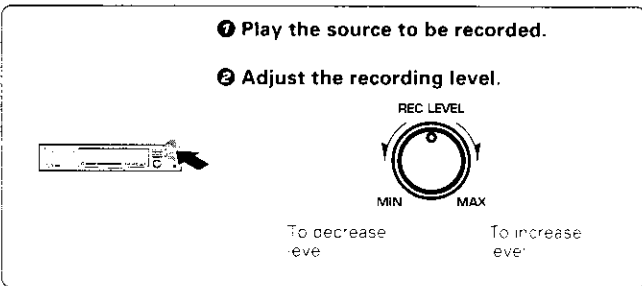 ❶ Play the source to be recorded.
❷ Adjust the recording level.
REC LEVEL
MIN MAX
To decrease To increase